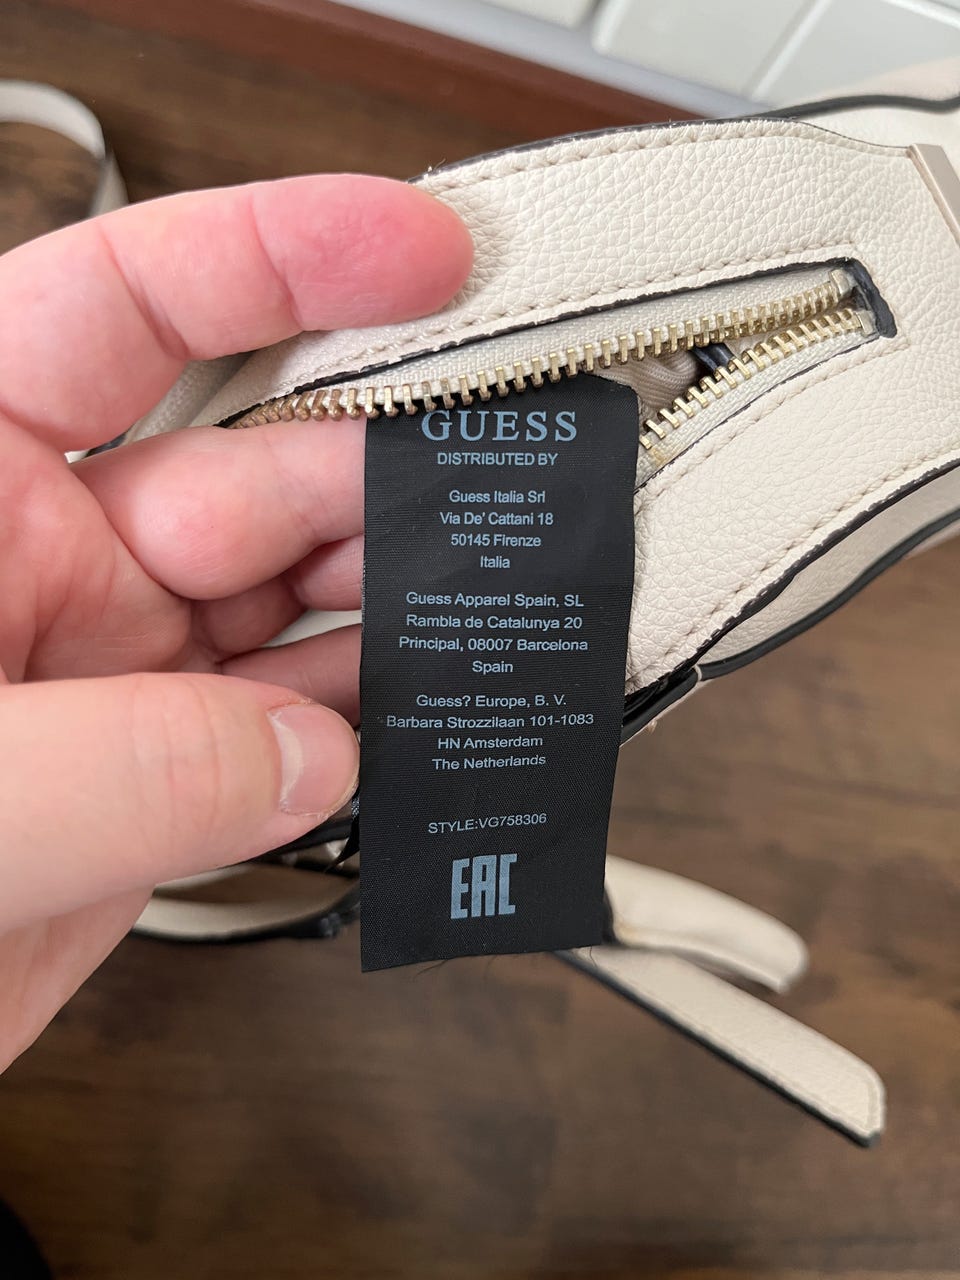 GUESS
DISTRIBUTED BY
Guess Italia Srl
Via De' Cattani 18
50145 Firenze
Italia
Guess Apparel Spain, SL
Rambla de Catalunya 20
Principal, 08007 Barcelona
Spain
Guess? Europe, B. V.
Barbara Strozzilaan 101-1083
HN Amsterdam
The Netherlands
STYLE:VG758306
EAC